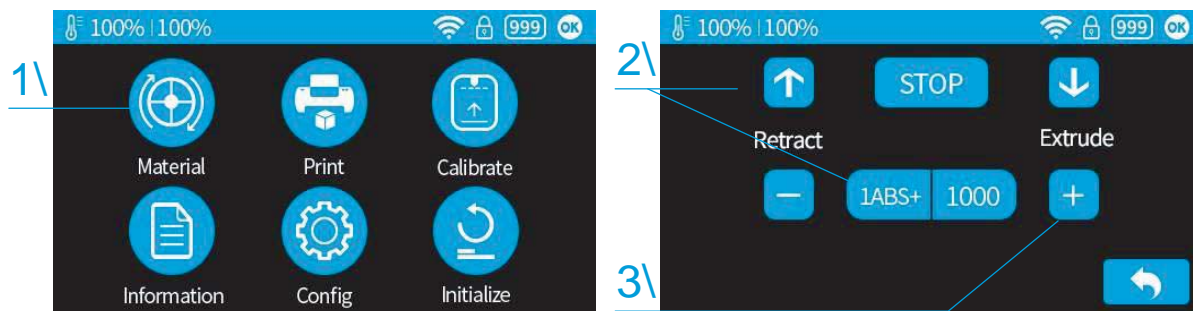 100% | 100%
999
OK
1\
Material
Print
Calibrate
Information
Config
Initialize
100% | 100%
999
OK
2\
STOP
Retract
Extrude
1ABS+
1000
3\